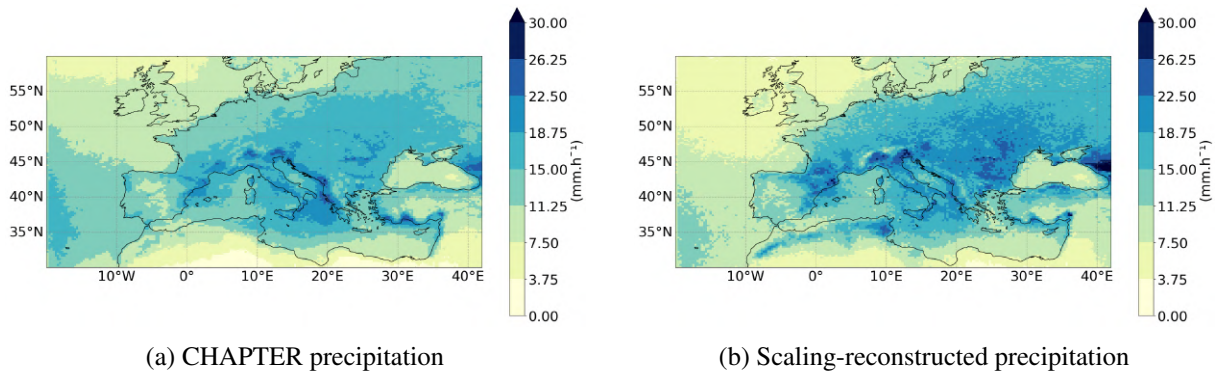 30.00
26.25
22.50
18.75
15.00
11.25
7.50
3.75
0.00
(mm.h⁻¹)
55°N
50°N
45°N
40°N
35°N
10°W 0° 10°E 20°E 30°E 40°E
(a) CHAPTER precipitation
30.00
26.25
22.50
18.75
15.00
11.25
7.50
3.75
0.00
(mm.h⁻¹)
55°N
50°N
45°N
40°N
35°N
10°W 0° 10°E 20°E 30°E 40°E
(b) Scaling-reconstructed precipitation